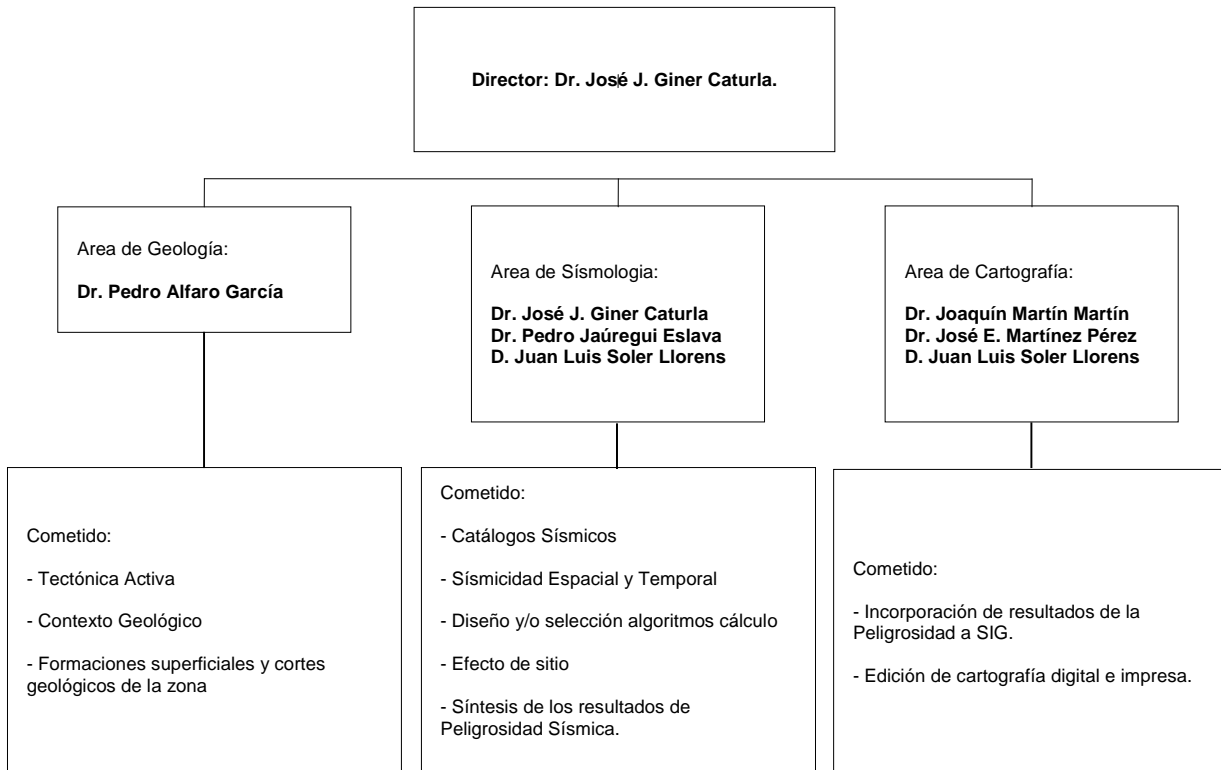 Director: Dr. José J. Giner Caturla.
Area de Geología:
Dr. Pedro Alfaro García
Area de Sísmologia:
Dr. José J. Giner Caturla
Dr. Pedro Jaúregui Eslava
D. Juan Luis Soler Llorens
Area de Cartografía:
Dr. Joaquín Martín Martín
Dr. José E. Martínez Pérez
D. Juan Luis Soler Llorens
Cometido:
- Tectónica Activa
- Contexto Geológico
- Formaciones superficiales y cortes
geológicos de la zona
Cometido:
- Catálogos Sísmicos
- Sísmicidad Espacial y Temporal
- Diseño y/o selección algoritmos cálculo
- Efecto de sitio
- Síntesis de los resultados de
Peligrosidad Sísmica.
Cometido:
- Incorporación de resultados de la
Peligrosidad a SIG.
- Edición de cartografía digital e impresa.